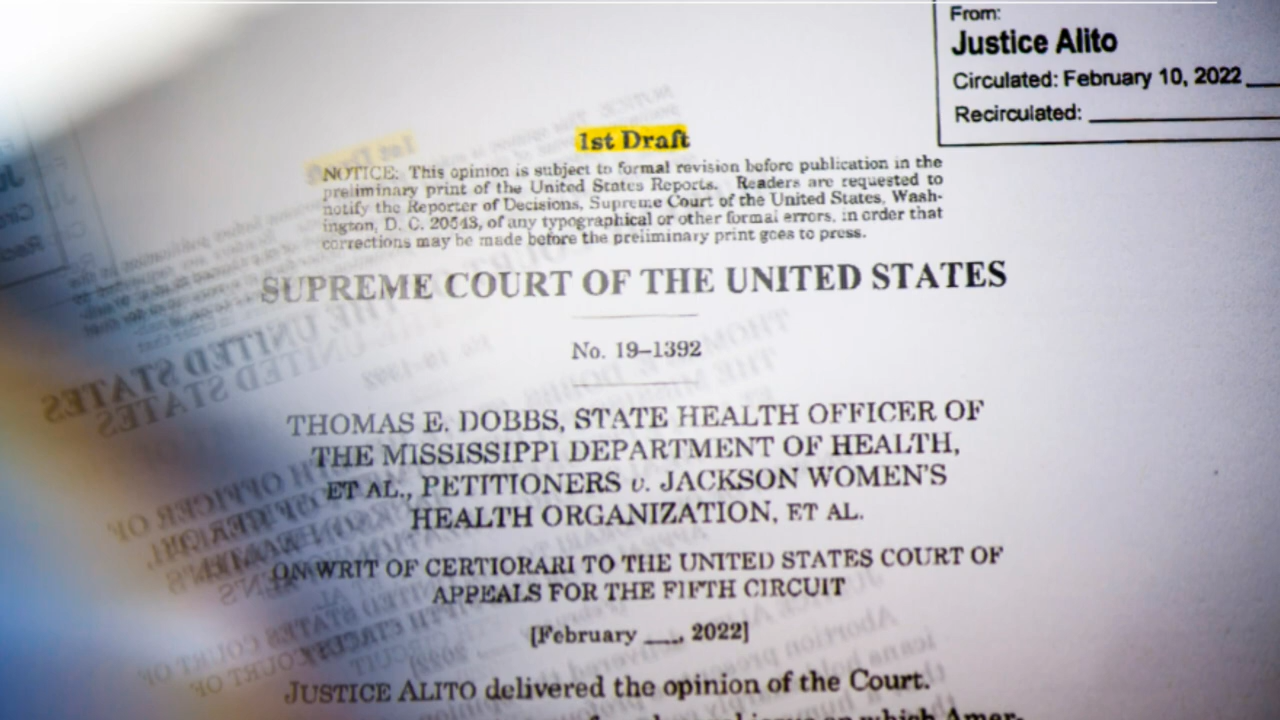 From:
Justice Alito
Circulated: February 10, 2022
Recirculated:
1st Draft
NOTICE: This opinion is subject to formal revision before publication in the
preliminary print of the United States Reports. Readers are requested to
notify the Reporter of Decisions, Supreme Court of the United States, Wash-
ington, D. C. 20543, of any typographical or other formal errors, in order that
corrections may be made before the preliminary print goes to press.
SUPREME COURT OF THE UNITED STATES
No. 19–1392
THOMAS E. DOBBS, STATE HEALTH OFFICER OF
THE MISSISSIPPI DEPARTMENT OF HEALTH,
ET AL., PETITIONERS v. JACKSON WOMEN'S
HEALTH ORGANIZATION, ET AL.
ON WRIT OF CERTIORARI TO THE UNITED STATES COURT OF
APPEALS FOR THE FIFTH CIRCUIT
[February ___, 2022]
JUSTICE ALITO delivered the opinion of the Court.
on which Amer-